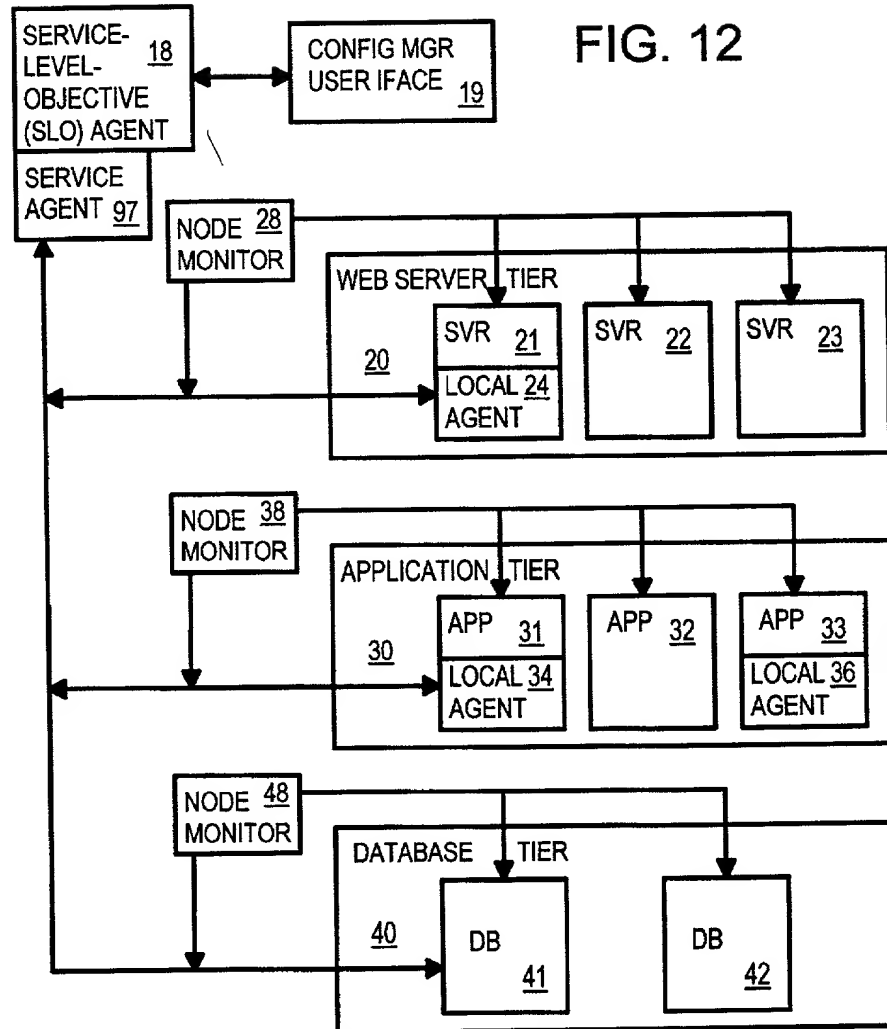 FIG. 12
SERVICE-
LEVEL-
OBJECTIVE
(SLO) AGENT
18
CONFIG MGR
USER IFACE
19
SERVICE
AGENT 97
NODE 28
MONITOR
WEB SERVER TIER
20
SVR
21
LOCAL 24
AGENT
SVR
22
SVR
23
NODE 38
MONITOR
APPLICATION TIER
30
APP
31
LOCAL 34
AGENT
APP
32
APP
33
LOCAL 36
AGENT
NODE 48
MONITOR
DATABASE TIER
40
DB
41
DB
42